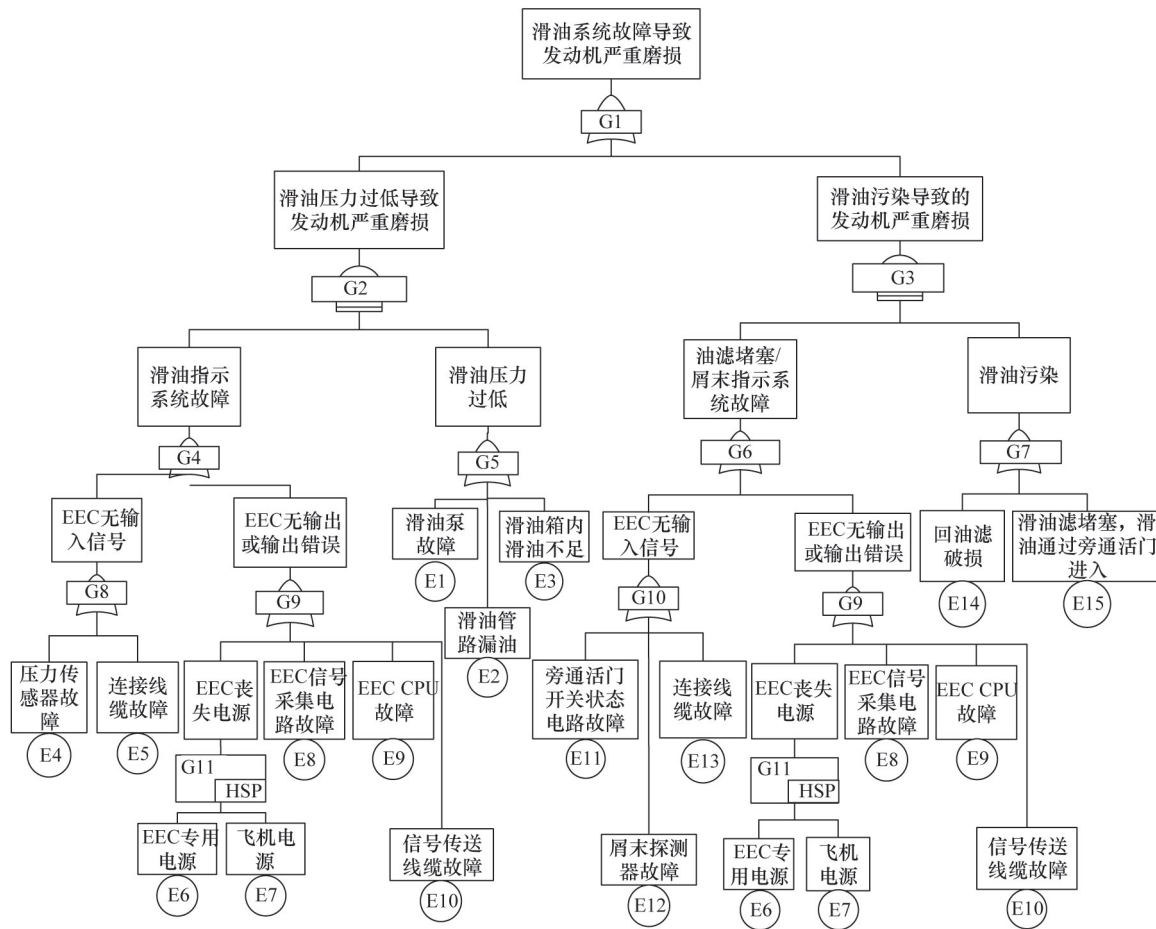 滑油系统故障导致
发动机严重磨损
G1
滑油压力过低导致
发动机严重磨损
G2
滑油污染导致的
发动机严重磨损
G3
滑油指示
系统故障
G4
滑油压力
过低
G5
油滤堵塞/
屑末指示系
统故障
G6
滑油污染
G7
EEC无输
入信号
G8
EEC无输出
或输出错误
G9
滑油泵
故障
E1
滑油箱内
滑油不足
E3
滑油管
路漏油
E2
EEC无输
入信号
G10
EEC无输出
或输出错误
G9
回油滤
破损
E14
滑油滤堵塞，滑
油通过旁通活门
进入
E15
压力传
感器故
障
E4
连接线
缆故障
E5
EEC丧
失电源
G11
HSP
EEC信号
采集电
路故障
E8
EEC CPU
故障
E9
EEC专用
电源
E6
飞机电
源
E7
信号传送
线缆故障
E10
旁通活门
开关状态
电路故障
E11
连接线
缆故障
E13
屑末探测
器故障
E12
EEC丧失
电源
G11
HSP
EEC信号
采集电
路故障
E8
EEC CPU
故障
E9
EEC专
用电源
E6
飞机
电源
E7
信号传送
线缆故障
E10